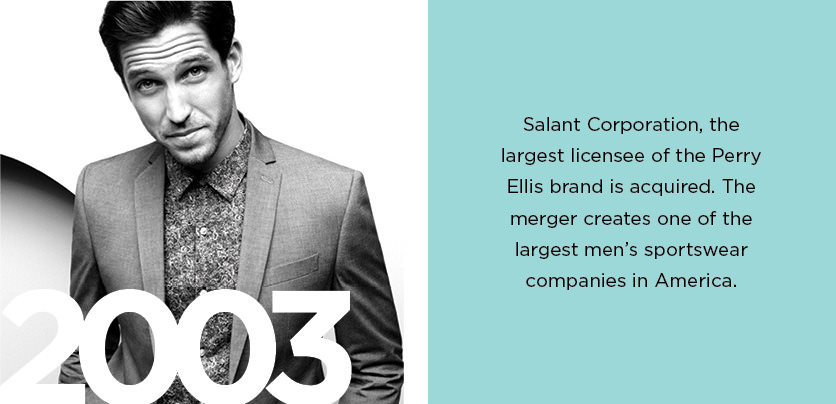 2003
Salant Corporation, the
largest licensee of the Perry
Ellis brand is acquired. The
merger creates one of the
largest men’s sportswear
companies in America.